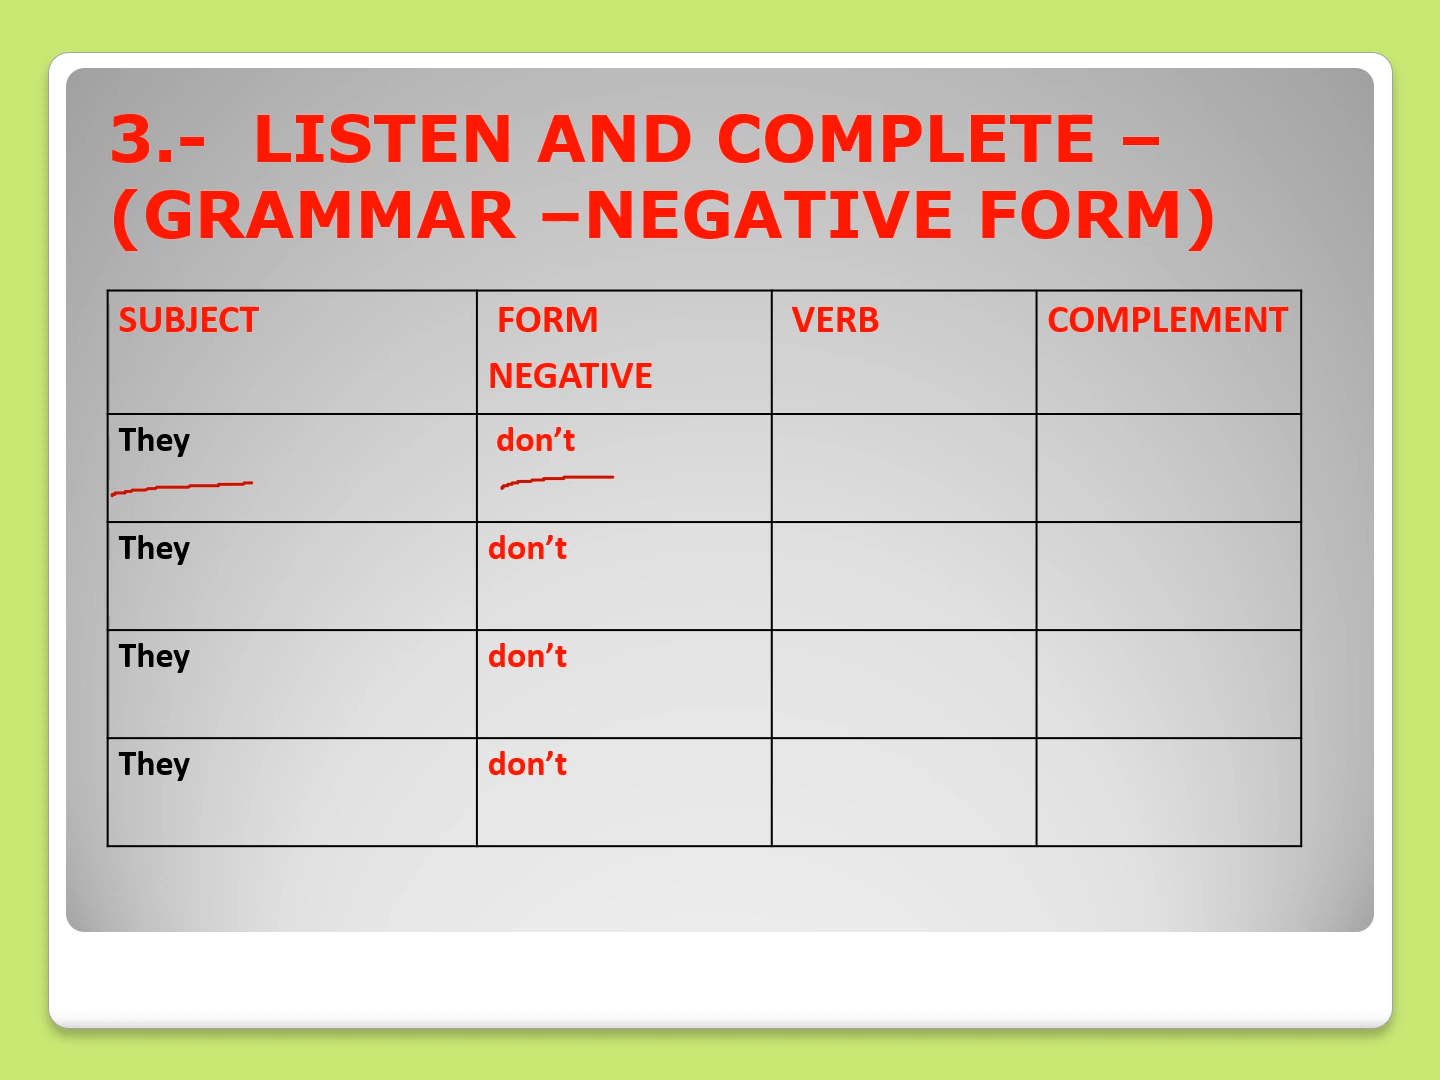 3.- LISTEN AND COMPLETE –
(GRAMMAR –NEGATIVE FORM)
SUBJECT FORM NEGATIVE VERB COMPLEMENT
They don’t
They don’t
They don’t
They don’t